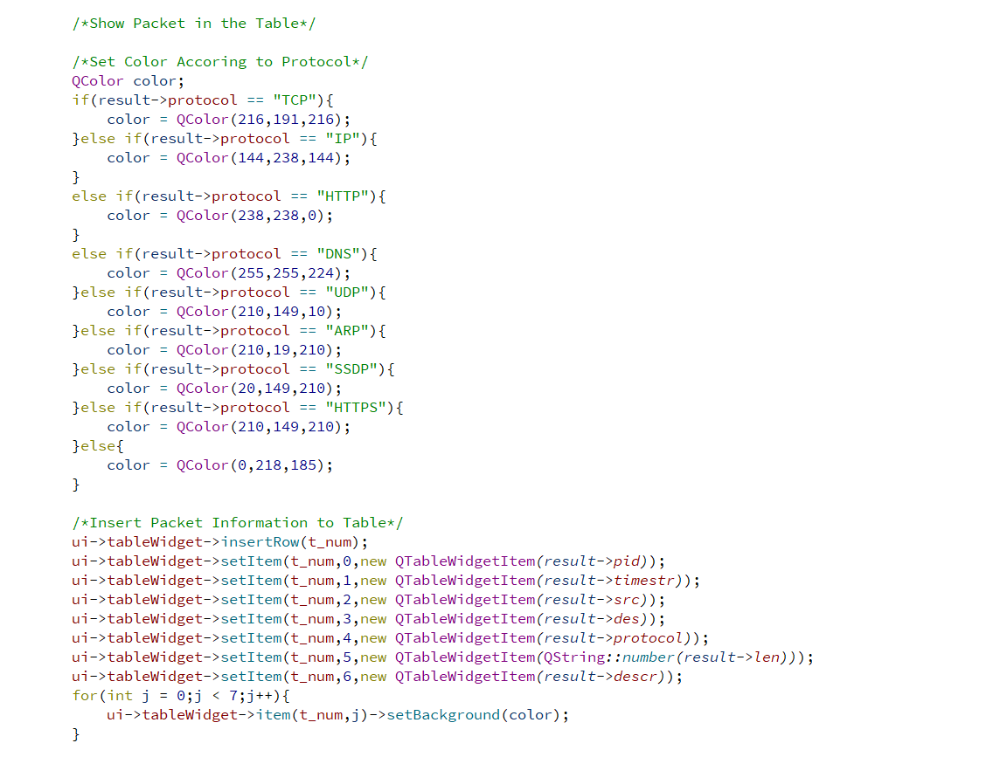 /*Show Packet in the Table*/
/*Set Color Accoring to Protocol*/
QColor color;
if(result->protocol == "TCP"){
    color = QColor(216,191,216);
}else if(result->protocol == "IP"){
    color = QColor(144,238,144);
}
else if(result->protocol == "HTTP"){
    color = QColor(238,238,0);
}
else if(result->protocol == "DNS"){
    color = QColor(255,255,224);
}else if(result->protocol == "UDP"){
    color = QColor(210,149,10);
}else if(result->protocol == "ARP"){
    color = QColor(210,19,210);
}else if(result->protocol == "SSDP"){
    color = QColor(20,149,210);
}else if(result->protocol == "HTTPS"){
    color = QColor(210,149,210);
}else{
    color = QColor(0,218,185);
}
/*Insert Packet Information to Table*/
ui->tableWidget->insertRow(t_num);
ui->tableWidget->setItem(t_num,0,new QTableWidgetItem(result->pid));
ui->tableWidget->setItem(t_num,1,new QTableWidgetItem(result->timestr));
ui->tableWidget->setItem(t_num,2,new QTableWidgetItem(result->src));
ui->tableWidget->setItem(t_num,3,new QTableWidgetItem(result->des));
ui->tableWidget->setItem(t_num,4,new QTableWidgetItem(result->protocol));
ui->tableWidget->setItem(t_num,5,new QTableWidgetItem(QString::number(result->len)));
ui->tableWidget->setItem(t_num,6,new QTableWidgetItem(result->descr));
for(int j = 0;j < 7;j++){
    ui->tableWidget->item(t_num,j)->setBackground(color);
}